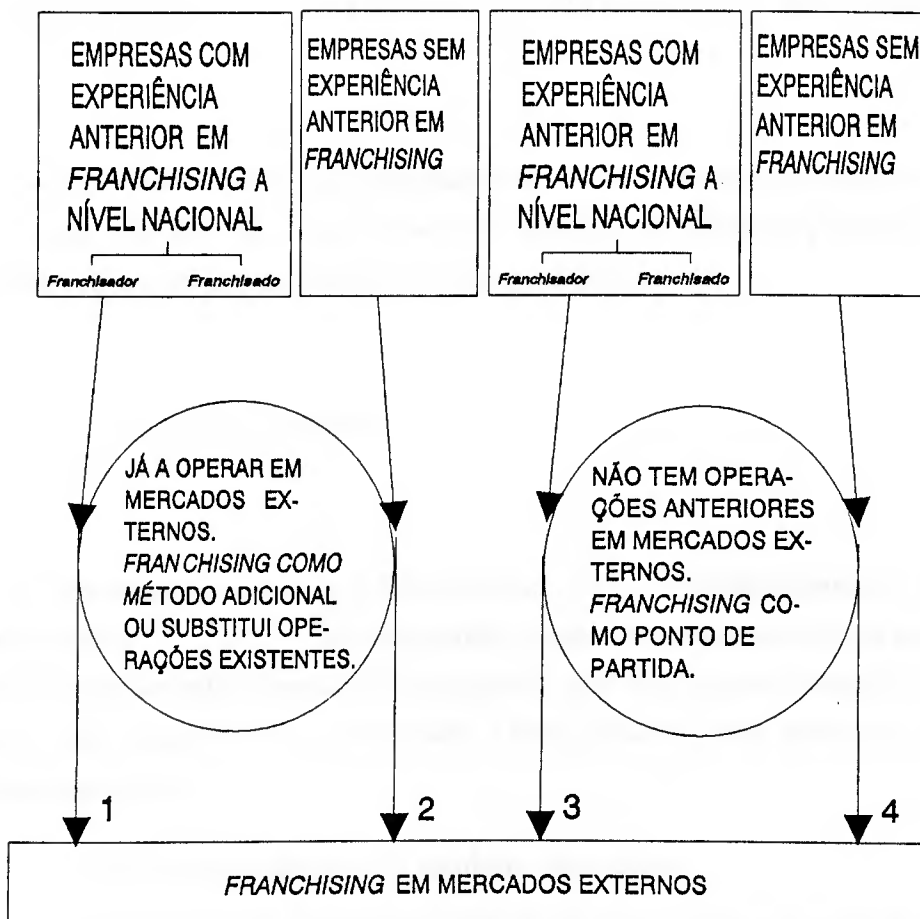 EMPRESAS COM
EXPERIÊNCIA
ANTERIOR EM
FRANCHISING A
NÍVEL NACIONAL
Franchisador Franchisado
EMPRESAS SEM
EXPERIÊNCIA
ANTERIOR EM
FRANCHISING
EMPRESAS COM
EXPERIÊNCIA
ANTERIOR EM
FRANCHISING A
NÍVEL NACIONAL
Franchisador Franchisado
EMPRESAS SEM
EXPERIÊNCIA
ANTERIOR EM
FRANCHISING
JÁ A OPERAR EM
MERCADOS EX-
TERNOS.
FRANCHISING COMO
MÉTODO ADICIONAL
OU SUBSTITUI OPE-
RAÇÕES EXISTENTES.
NÃO TEM OPERA-
ÇÕES ANTERIORES
EM MERCADOS EX-
TERNOS.
FRANCHISING CO-
MO PONTO DE
PARTIDA.
1 2 3 4
FRANCHISING EM MERCADOS EXTERNOS